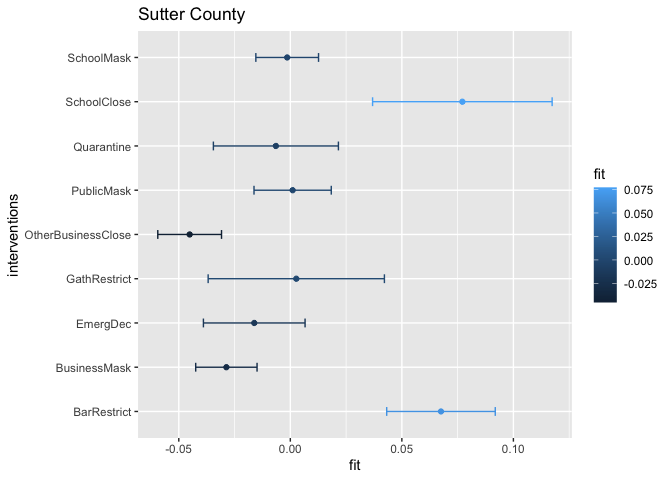 Sutter County
SchoolMask
SchoolClose
Quarantine
PublicMask
OtherBusinessClose
GathRestrict
EmergDec
BusinessMask
BarRestrict
interventions
-0.05 0.00 0.05 0.10
fit
fit
0.075
0.050
0.025
0.000
-0.025